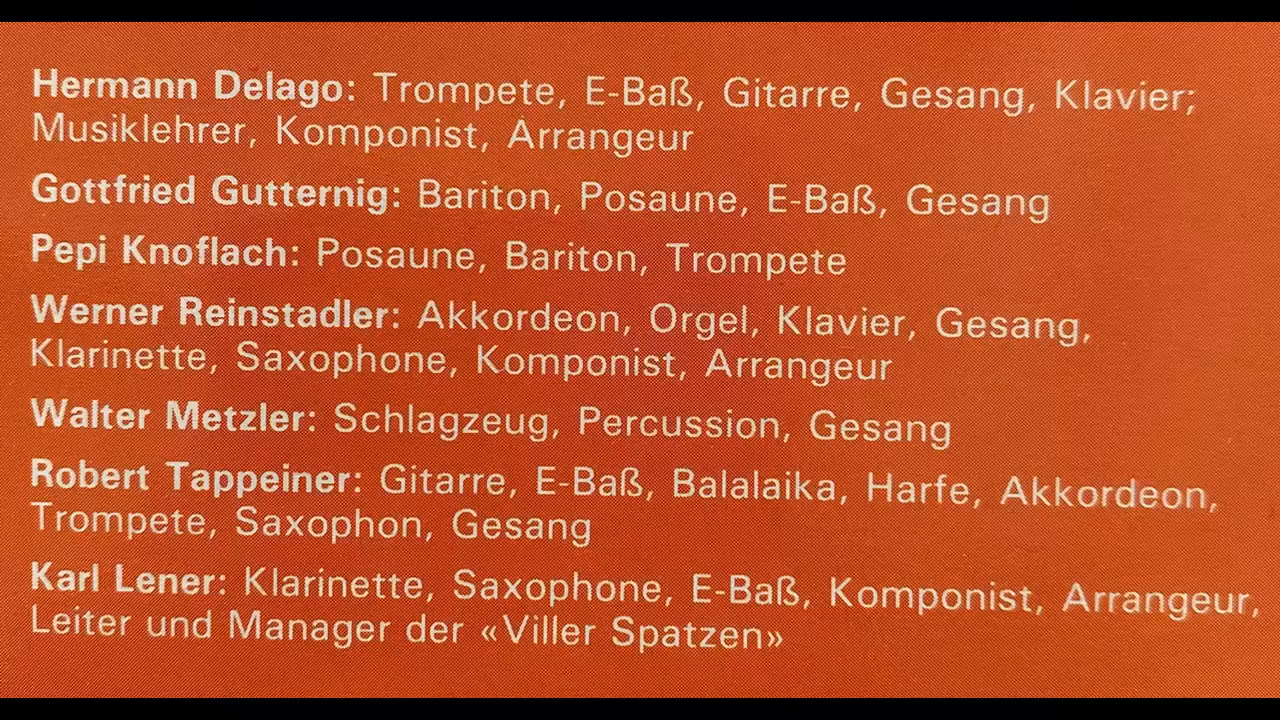 Hermann Delago: Trompete, E-Baß, Gitarre, Gesang, Klavier;
Musiklehrer, Komponist, Arrangeur
Gottfried Gutternig: Bariton, Posaune, E-Baß, Gesang
Pepi Knoflach: Posaune, Bariton, Trompete
Werner Reinstadler: Akkordeon, Orgel, Klavier, Gesang,
Klarinette, Saxophone, Komponist, Arrangeur
Walter Metzler: Schlagzeug, Percussion, Gesang
Robert Tappeiner: Gitarre, E-Baß, Balalaika, Harfe, Akkordeon,
Trompete, Saxophon, Gesang
Karl Lener: Klarinette, Saxophone, E-Baß, Komponist, Arrangeur,
Leiter und Manager der «Viller Spatzen»